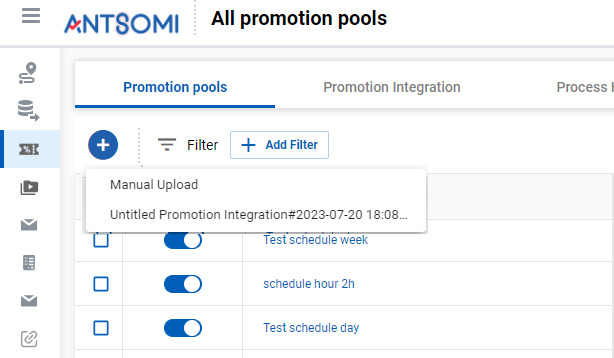 ANTSOMI
All promotion pools
Promotion pools
Promotion Integration
Process
Filter
Add Filter
Manual Upload
Untitled Promotion Integration#2023-07-20 18:08...
Test schedule week
schedule hour 2h
Test schedule day